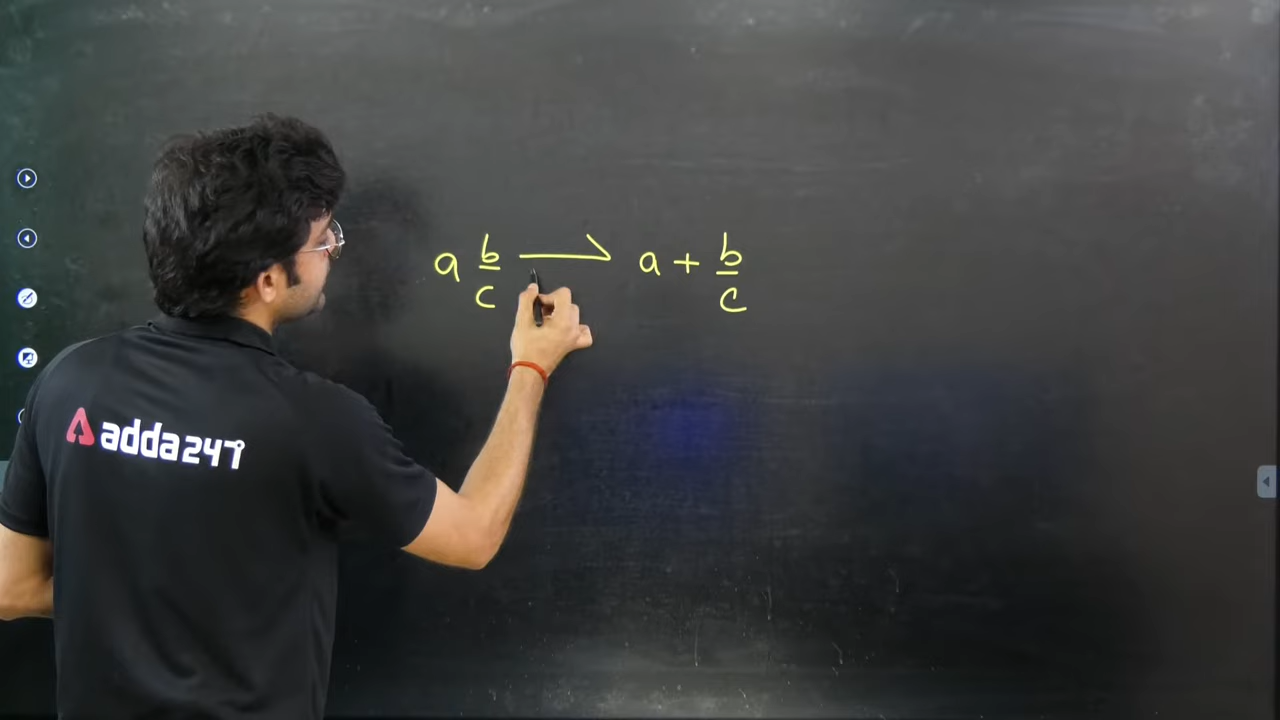 a b/c → a + b/c
adda247